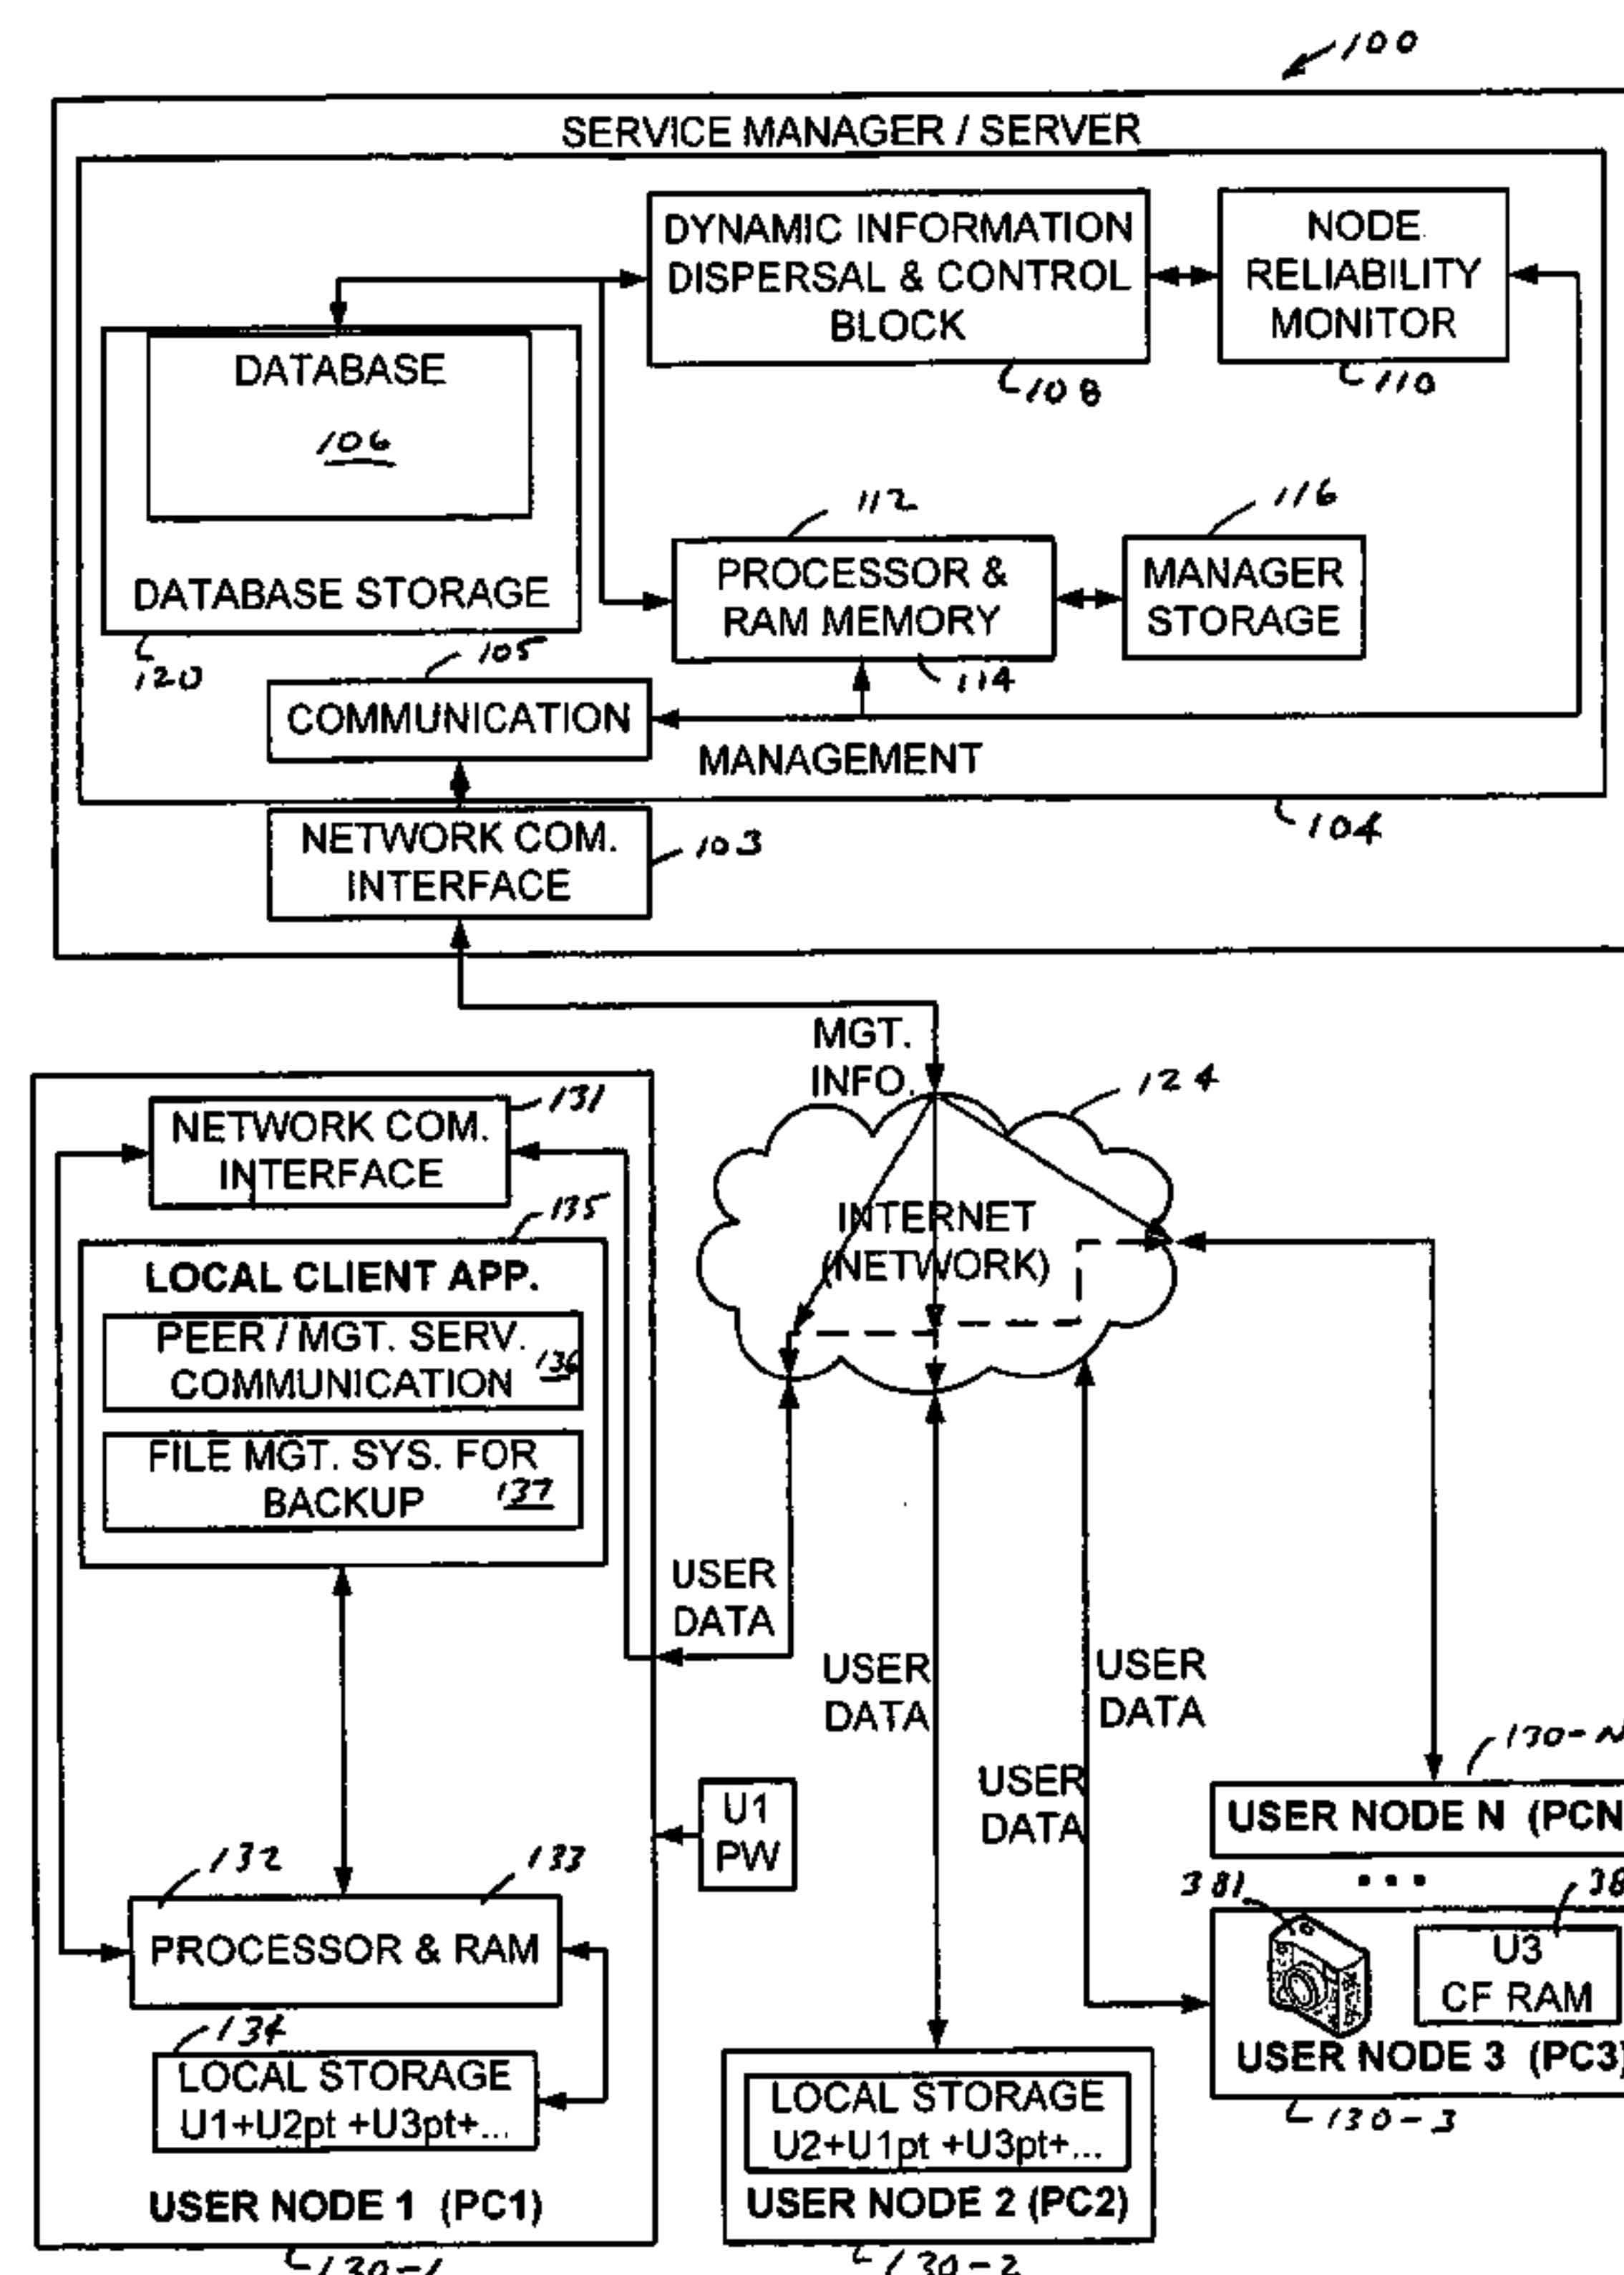 100
SERVICE MANAGER / SERVER
DYNAMIC INFORMATION
DISPERSAL & CONTROL
BLOCK
108
NODE
RELIABILITY
MONITOR
110
DATABASE
106
DATABASE STORAGE
120
112
PROCESSOR &
RAM MEMORY
114
116
MANAGER
STORAGE
105
COMMUNICATION
MANAGEMENT
104
NETWORK COM.
INTERFACE
103
MGT.
INFO.
124
INTERNET
(NETWORK)
131
NETWORK COM.
INTERFACE
135
LOCAL CLIENT APP.
PEER / MGT. SERV.
COMMUNICATION 136
FILE MGT. SYS. FOR
BACKUP 137
USER
DATA
USER
DATA
USER
DATA
USER
DATA
U1
PW
132
133
PROCESSOR & RAM
134
LOCAL STORAGE
U1+U2pt +U3pt+...
USER NODE 1 (PC1)
130-1
LOCAL STORAGE
U2+U1pt +U3pt+...
USER NODE 2 (PC2)
130-2
130-N
USER NODE N (PCN
...
381
U3
CF RAM
USER NODE 3 (PC3)
130-3